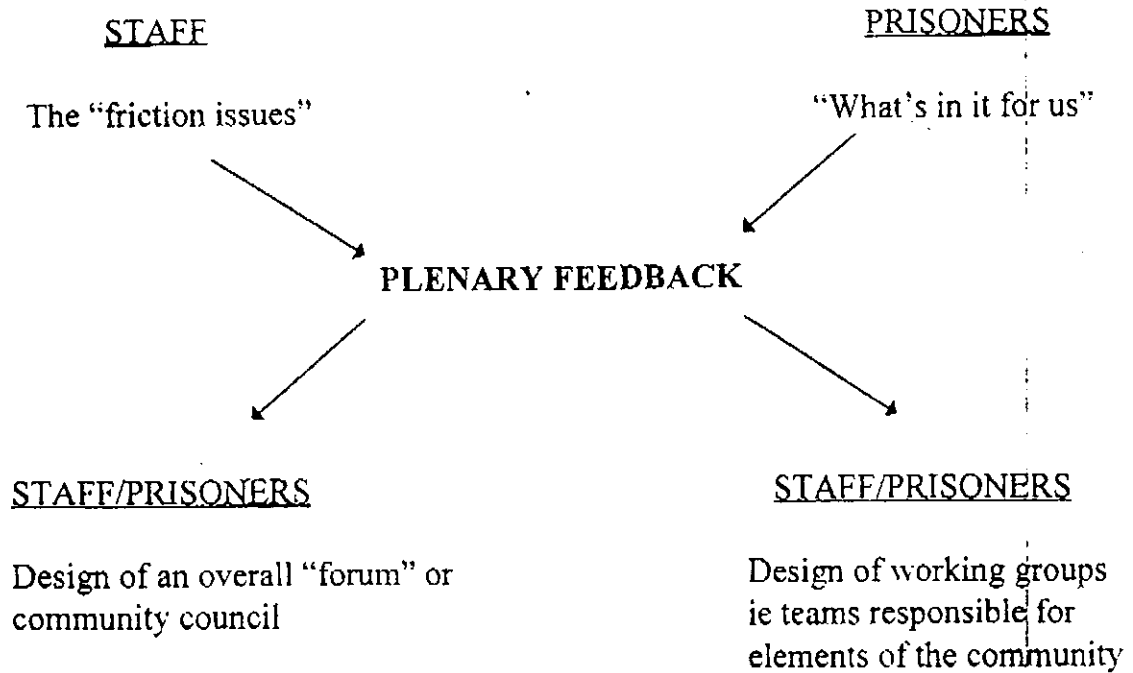 STAFF
PRISONERS
The “friction issues”
“What’s in it for us”
PLENARY FEEDBACK
STAFF/PRISONERS
STAFF/PRISONERS
Design of an overall “forum” or
community council
Design of working groups
ie teams responsible for
elements of the community